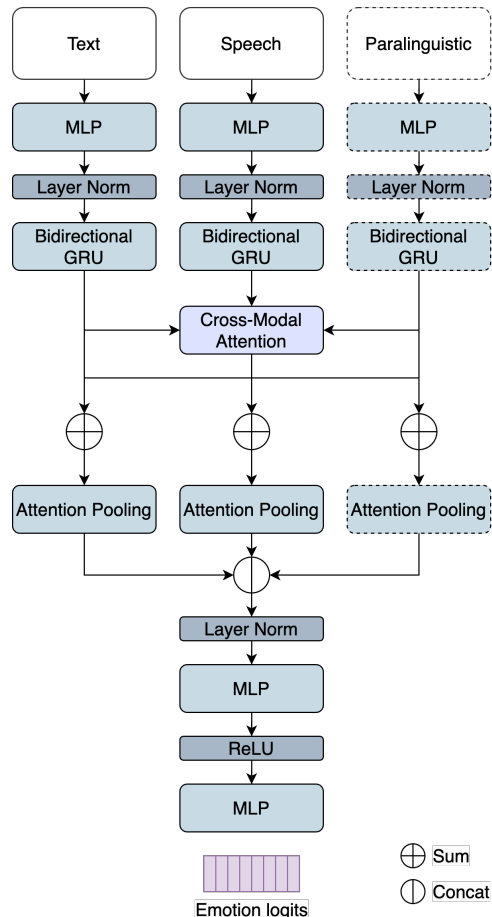 Text
Speech
Paralinguistic
MLP
MLP
MLP
Layer Norm
Layer Norm
Layer Norm
Bidirectional
GRU
Bidirectional
GRU
Bidirectional
GRU
Cross-Modal
Attention
Attention Pooling
Attention Pooling
Attention Pooling
Layer Norm
MLP
ReLU
MLP
Sum
Concat
Emotion logits